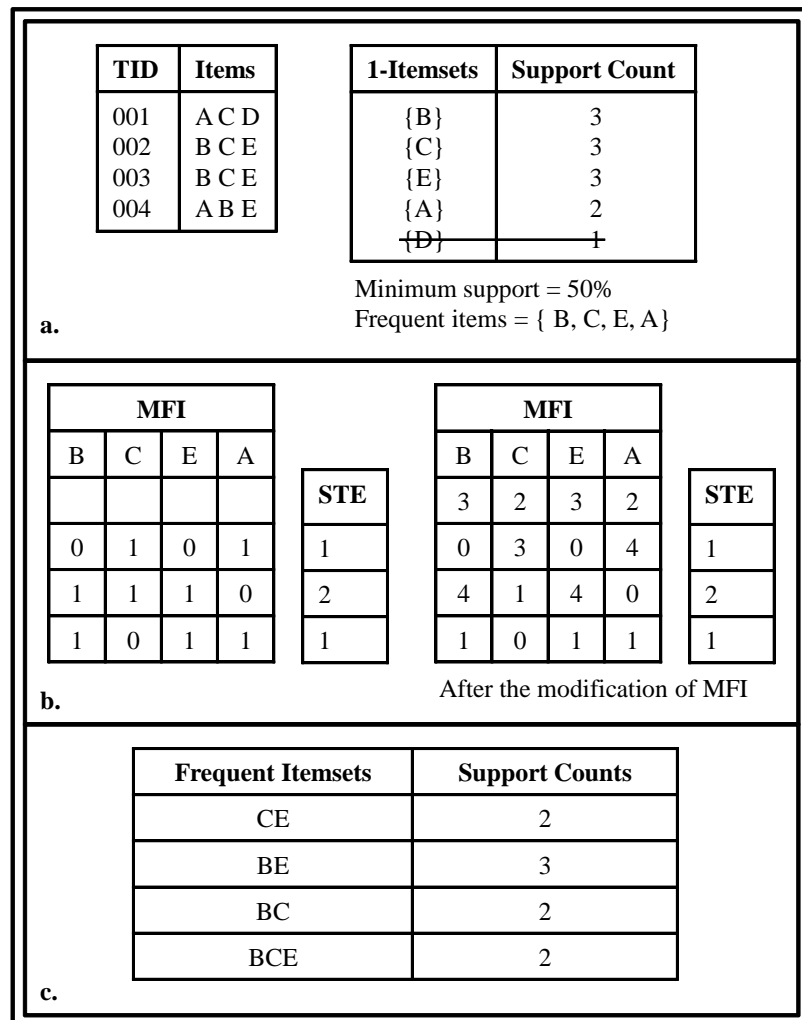 TID Items
001 A C D
002 B C E
003 B C E
004 A B E
1-Itemsets Support Count
{B} 3
{C} 3
{E} 3
{A} 2
{D} 1
Minimum support = 50%
Frequent items = { B, C, E, A}
a.
MFI
B C E A
0 1 0 1
1 1 1 0
1 0 1 1
STE
1
2
1
MFI
B C E A
3 2 3 2
0 3 0 4
4 1 4 0
1 0 1 1
STE
1
2
1
After the modification of MFI
b.
Frequent Itemsets Support Counts
CE 2
BE 3
BC 2
BCE 2
c.